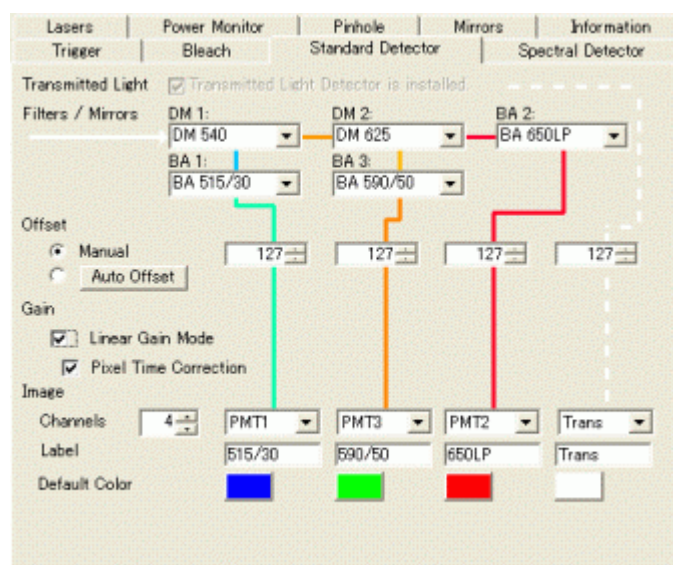 Lasers Power Monitor Pinhole Mirrors Information
Trigger Bleach Standard Detector Spectral Detector
Transmitted Light Transmitted Light Detector is installed.
Filters / Mirrors DM 1: DM 2: BA 2:
DM 540 DM 625 BA 650LP
BA 1: BA 3:
BA 515/30 BA 590/50
Offset
Manual 127 127 127 127
Auto Offset
Gain
Linear Gain Mode
Pixel Time Correction
Image
Channels 4 PMT1 PMT3 PMT2 Trans
Label 515/30 590/50 650LP Trans
Default Color